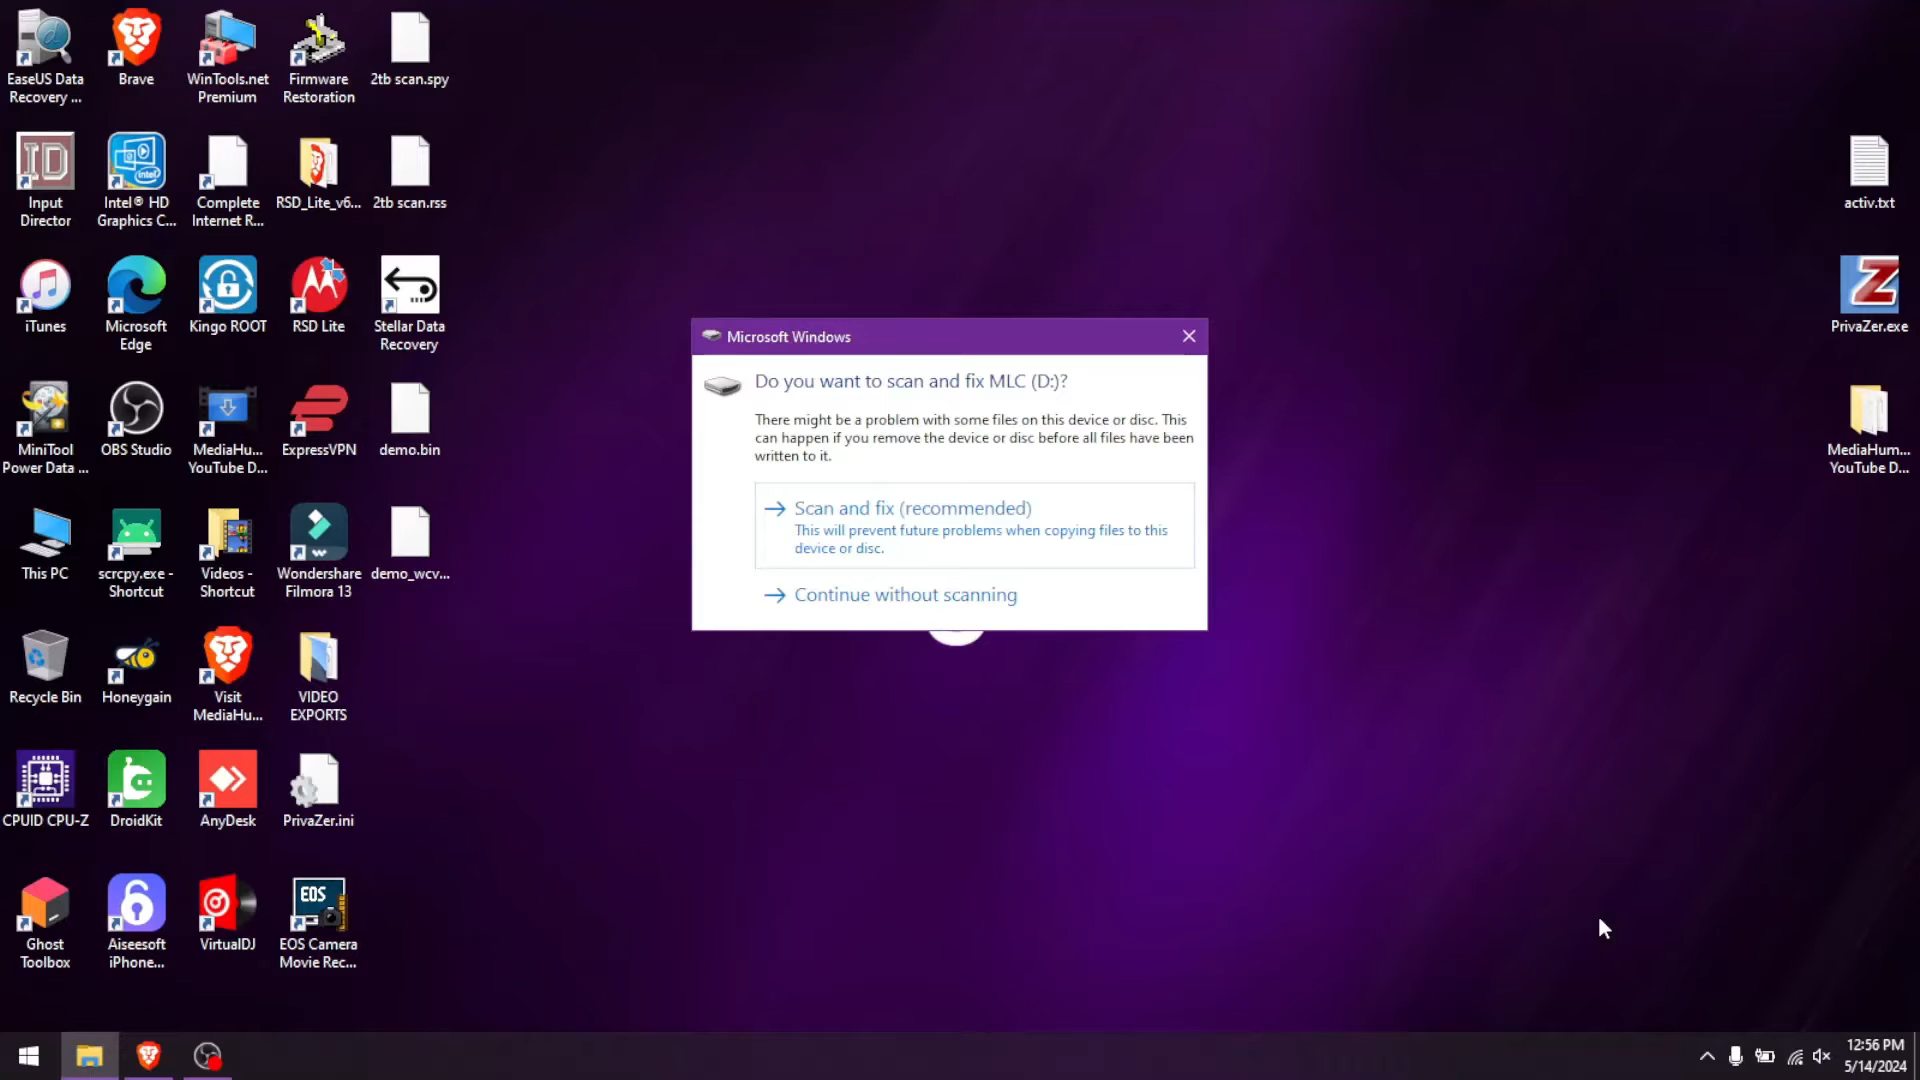 EaseUS Data
Recovery ...
Brave
WinTools.net
Premium
Firmware
Restoration
2tb scan.spy
ID
Input
Director
intel
Intel® HD
Graphics C...
Complete
Internet R...
RSD_Lite_v6...
2tb scan.rss
activ.txt
iTunes
Microsoft
Edge
Kingo ROOT
RSD Lite
Stellar Data
Recovery
Z
PrivaZer.exe
Microsoft Windows
Do you want to scan and fix MLC (D:)?
There might be a problem with some files on this device or disc. This
can happen if you remove the device or disc before all files have been
written to it.
Scan and fix (recommended)
This will prevent future problems when copying files to this
device or disc.
Continue without scanning
MiniTool
Power Data ...
OBS Studio
MediaHu...
YouTube D...
ExpressVPN
demo.bin
MediaHum...
YouTube D...
This PC
scrcpy.exe -
Shortcut
Videos -
Shortcut
Wondershare
Filmora 13
demo_wcv...
Recycle Bin
Honeygain
Visit
MediaHu...
VIDEO
EXPORTS
CPUID CPU-Z
DroidKit
AnyDesk
PrivaZer.ini
Ghost
Toolbox
Aiseesoft
iPhone...
VirtualDJ
EOS
EOS Camera
Movie Rec...
12:56 PM
5/14/2024